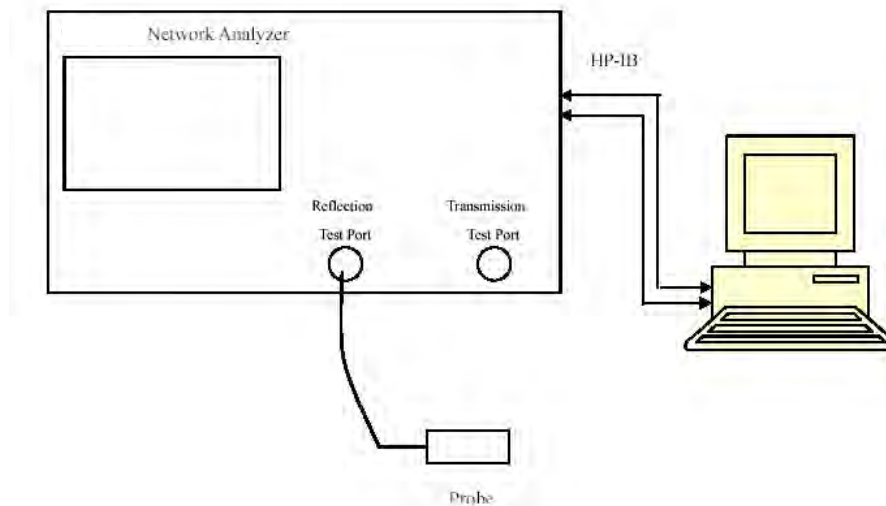 Network Analyzer
HP-IB
Reflection
Test Port
Transmission
Test Port
Probe